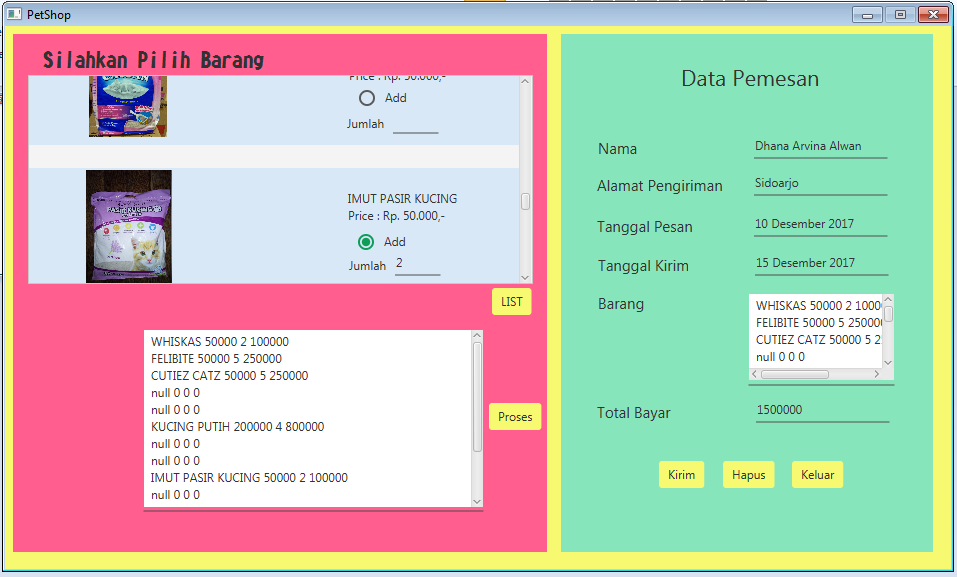 PetShop
Silahkan Pilih Barang
Price : Rp. 50.000,-
Add
Jumlah
IMUT PASIR KUCING
Price : Rp. 50.000,-
Add
Jumlah 2
LIST
WHISKAS 50000 2 100000
FELIBITE 50000 5 250000
CUTIEZ CATZ 50000 5 250000
null 0 0 0
null 0 0 0
KUCING PUTIH 200000 4 800000
null 0 0 0
null 0 0 0
IMUT PASIR KUCING 50000 2 100000
null 0 0 0
Proses
Data Pemesan
Nama Dhana Arvina Alwan
Alamat Pengiriman Sidoarjo
Tanggal Pesan 10 Desember 2017
Tanggal Kirim 15 Desember 2017
Barang
WHISKAS 50000 2 1000
FELIBITE 50000 5 250000
CUTIEZ CATZ 50000 5 2
null 0 0 0
Total Bayar 1500000
Kirim Hapus Keluar